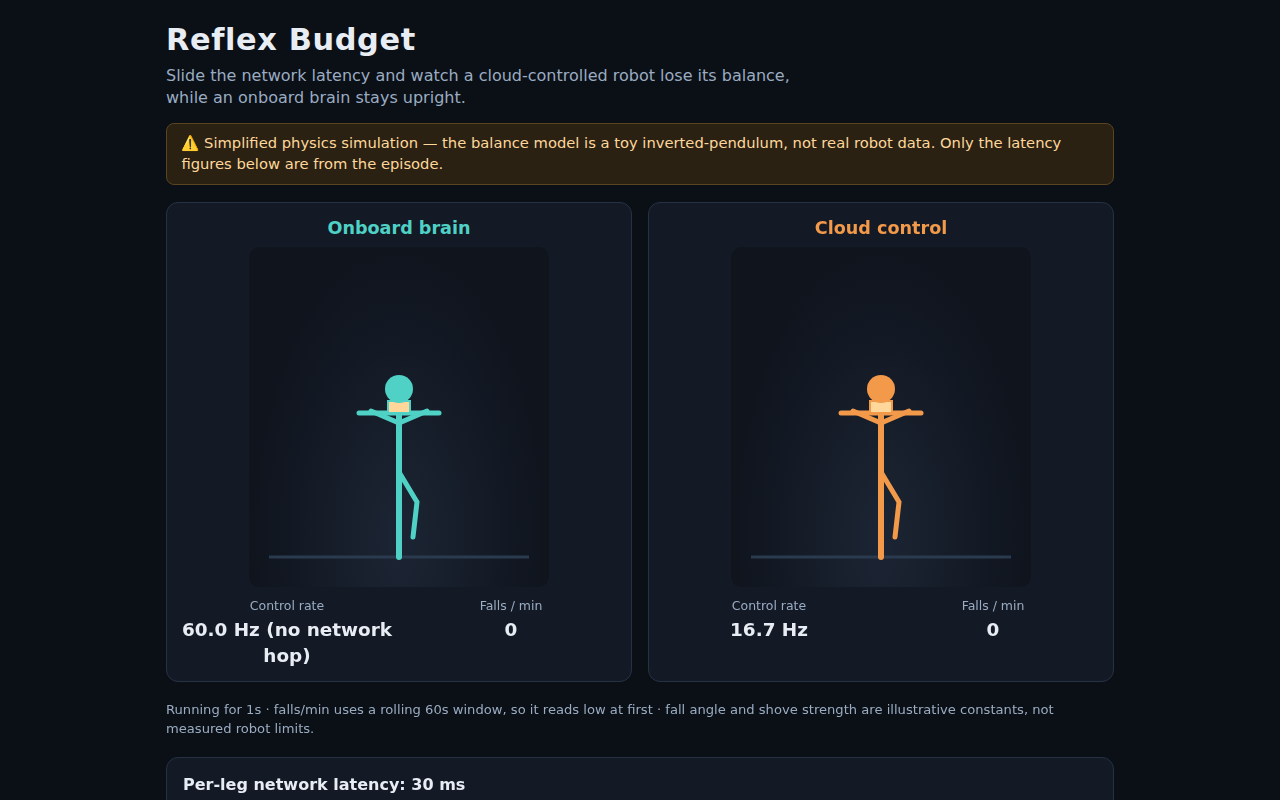 Reflex Budget
Slide the network latency and watch a cloud-controlled robot lose its balance,
while an onboard brain stays upright.
⚠️ Simplified physics simulation — the balance model is a toy inverted-pendulum, not real robot data. Only the latency
figures below are from the episode.
Onboard brain
Cloud control
Control rate
Falls / min
60.0 Hz (no network
hop)
0
Control rate
Falls / min
16.7 Hz
0
Running for 1s · falls/min uses a rolling 60s window, so it reads low at first · fall angle and shove strength are illustrative constants, not
measured robot limits.
Per-leg network latency: 30 ms